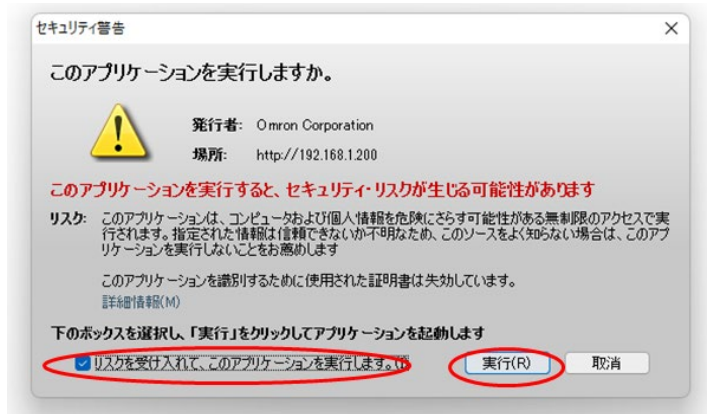 セキュリティ警告
このアプリケーションを実行しますか。
発行者: Omron Corporation
場所: http://192.168.1.200
このアプリケーションを実行すると、セキュリティ・リスクが生じる可能性があります
リスク: このアプリケーションは、コンピュータおよび個人情報を危険にさらす可能性がある無制限のアクセスで実
行されます。指定された情報は信頼できないか不明なため、このソースをよく知らない場合は、このアプ
リケーションを実行しないことをお薦めします
このアプリケーションを識別するために使用された証明書は失効しています。
詳細情報(M)
下のボックスを選択し、「実行」をクリックしてアプリケーションを起動します
リスクを受け入れて、このアプリケーションを実行します。
実行(R)
取消